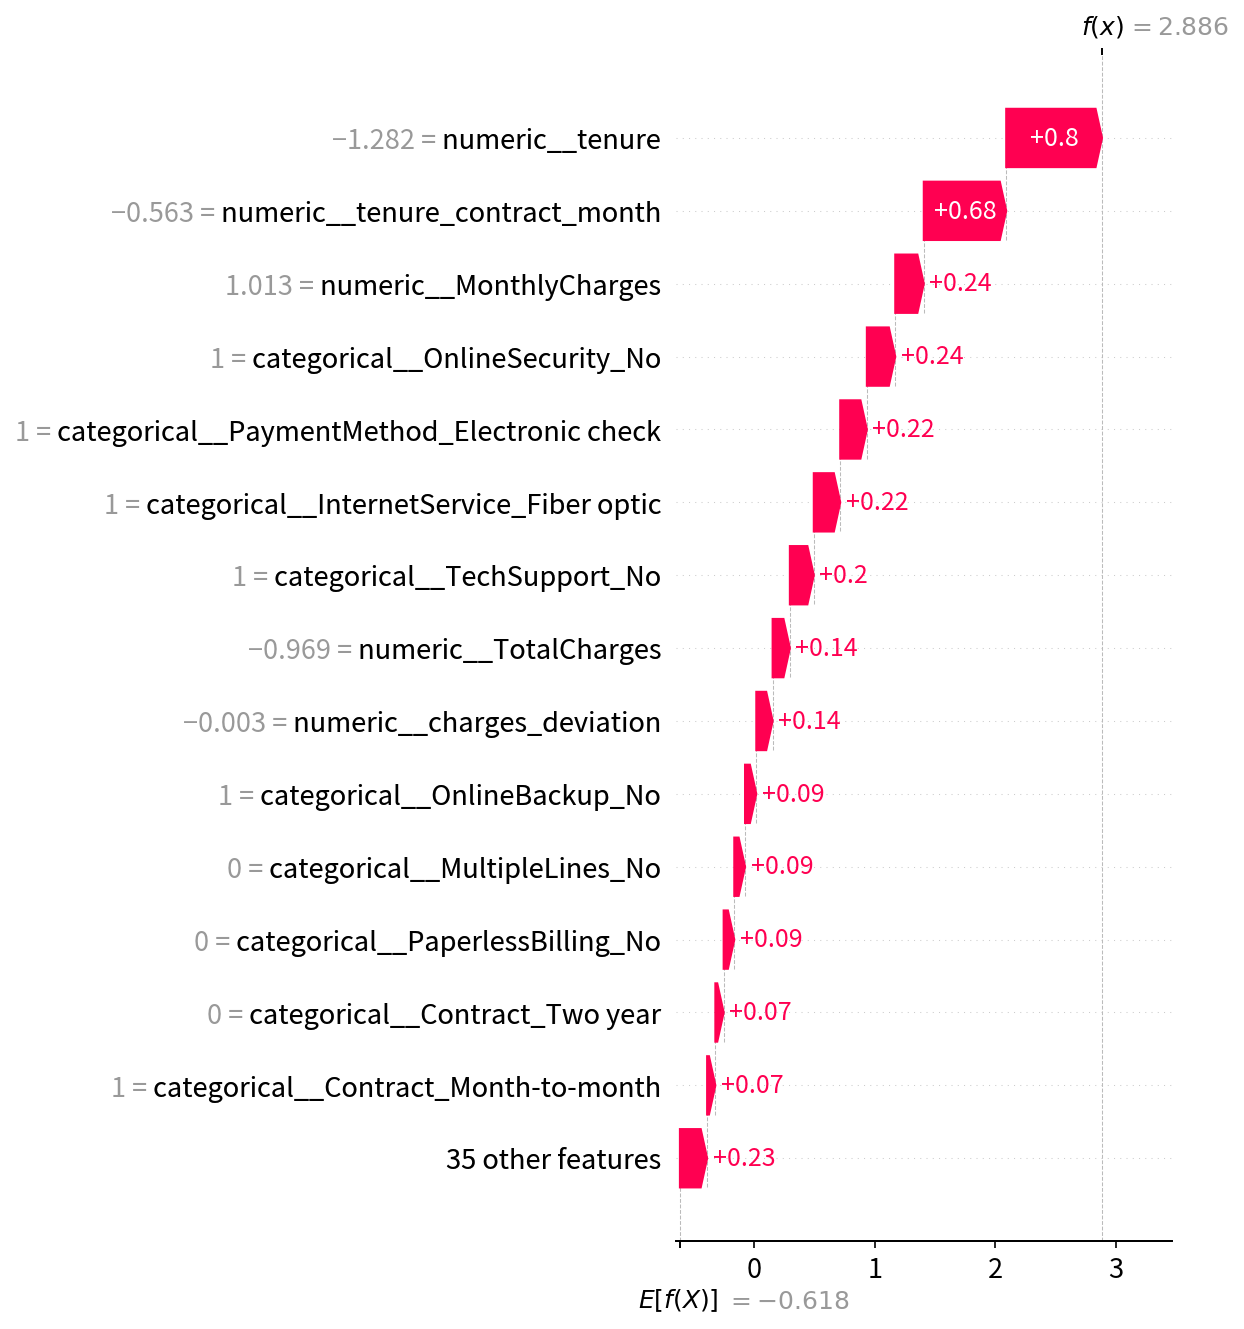 f(x) = 2.886
−1.282 = numeric__tenure +0.8
−0.563 = numeric__tenure_contract_month +0.68
1.013 = numeric__MonthlyCharges +0.24
1 = categorical__OnlineSecurity_No +0.24
1 = categorical__PaymentMethod_Electronic check +0.22
1 = categorical__InternetService_Fiber optic +0.22
1 = categorical__TechSupport_No +0.2
−0.969 = numeric__TotalCharges +0.14
−0.003 = numeric__charges_deviation +0.14
1 = categorical__OnlineBackup_No +0.09
0 = categorical__MultipleLines_No +0.09
0 = categorical__PaperlessBilling_No +0.09
0 = categorical__Contract_Two year +0.07
1 = categorical__Contract_Month-to-month +0.07
35 other features +0.23
0 1 2 3
E[f(X)] = −0.618